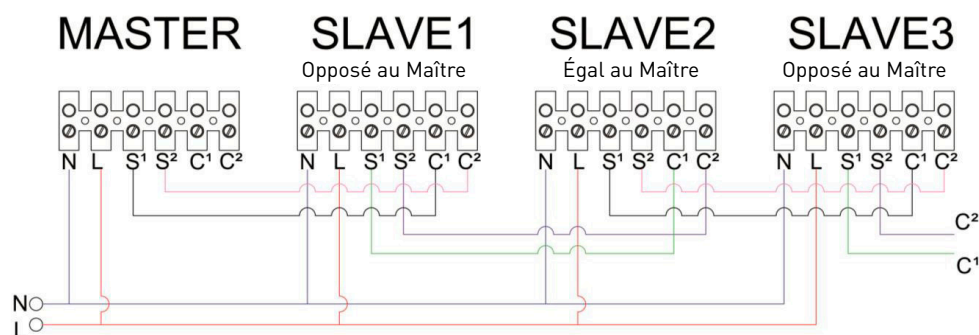 MASTER SLAVE1 SLAVE2 SLAVE3
Opposé au Maître Égal au Maître Opposé au Maître
N L S¹ S² C¹ C² N L S¹ S² C¹ C² N L S¹ S² C¹ C² N L S¹ S² C¹ C²
C²
C¹
N
L